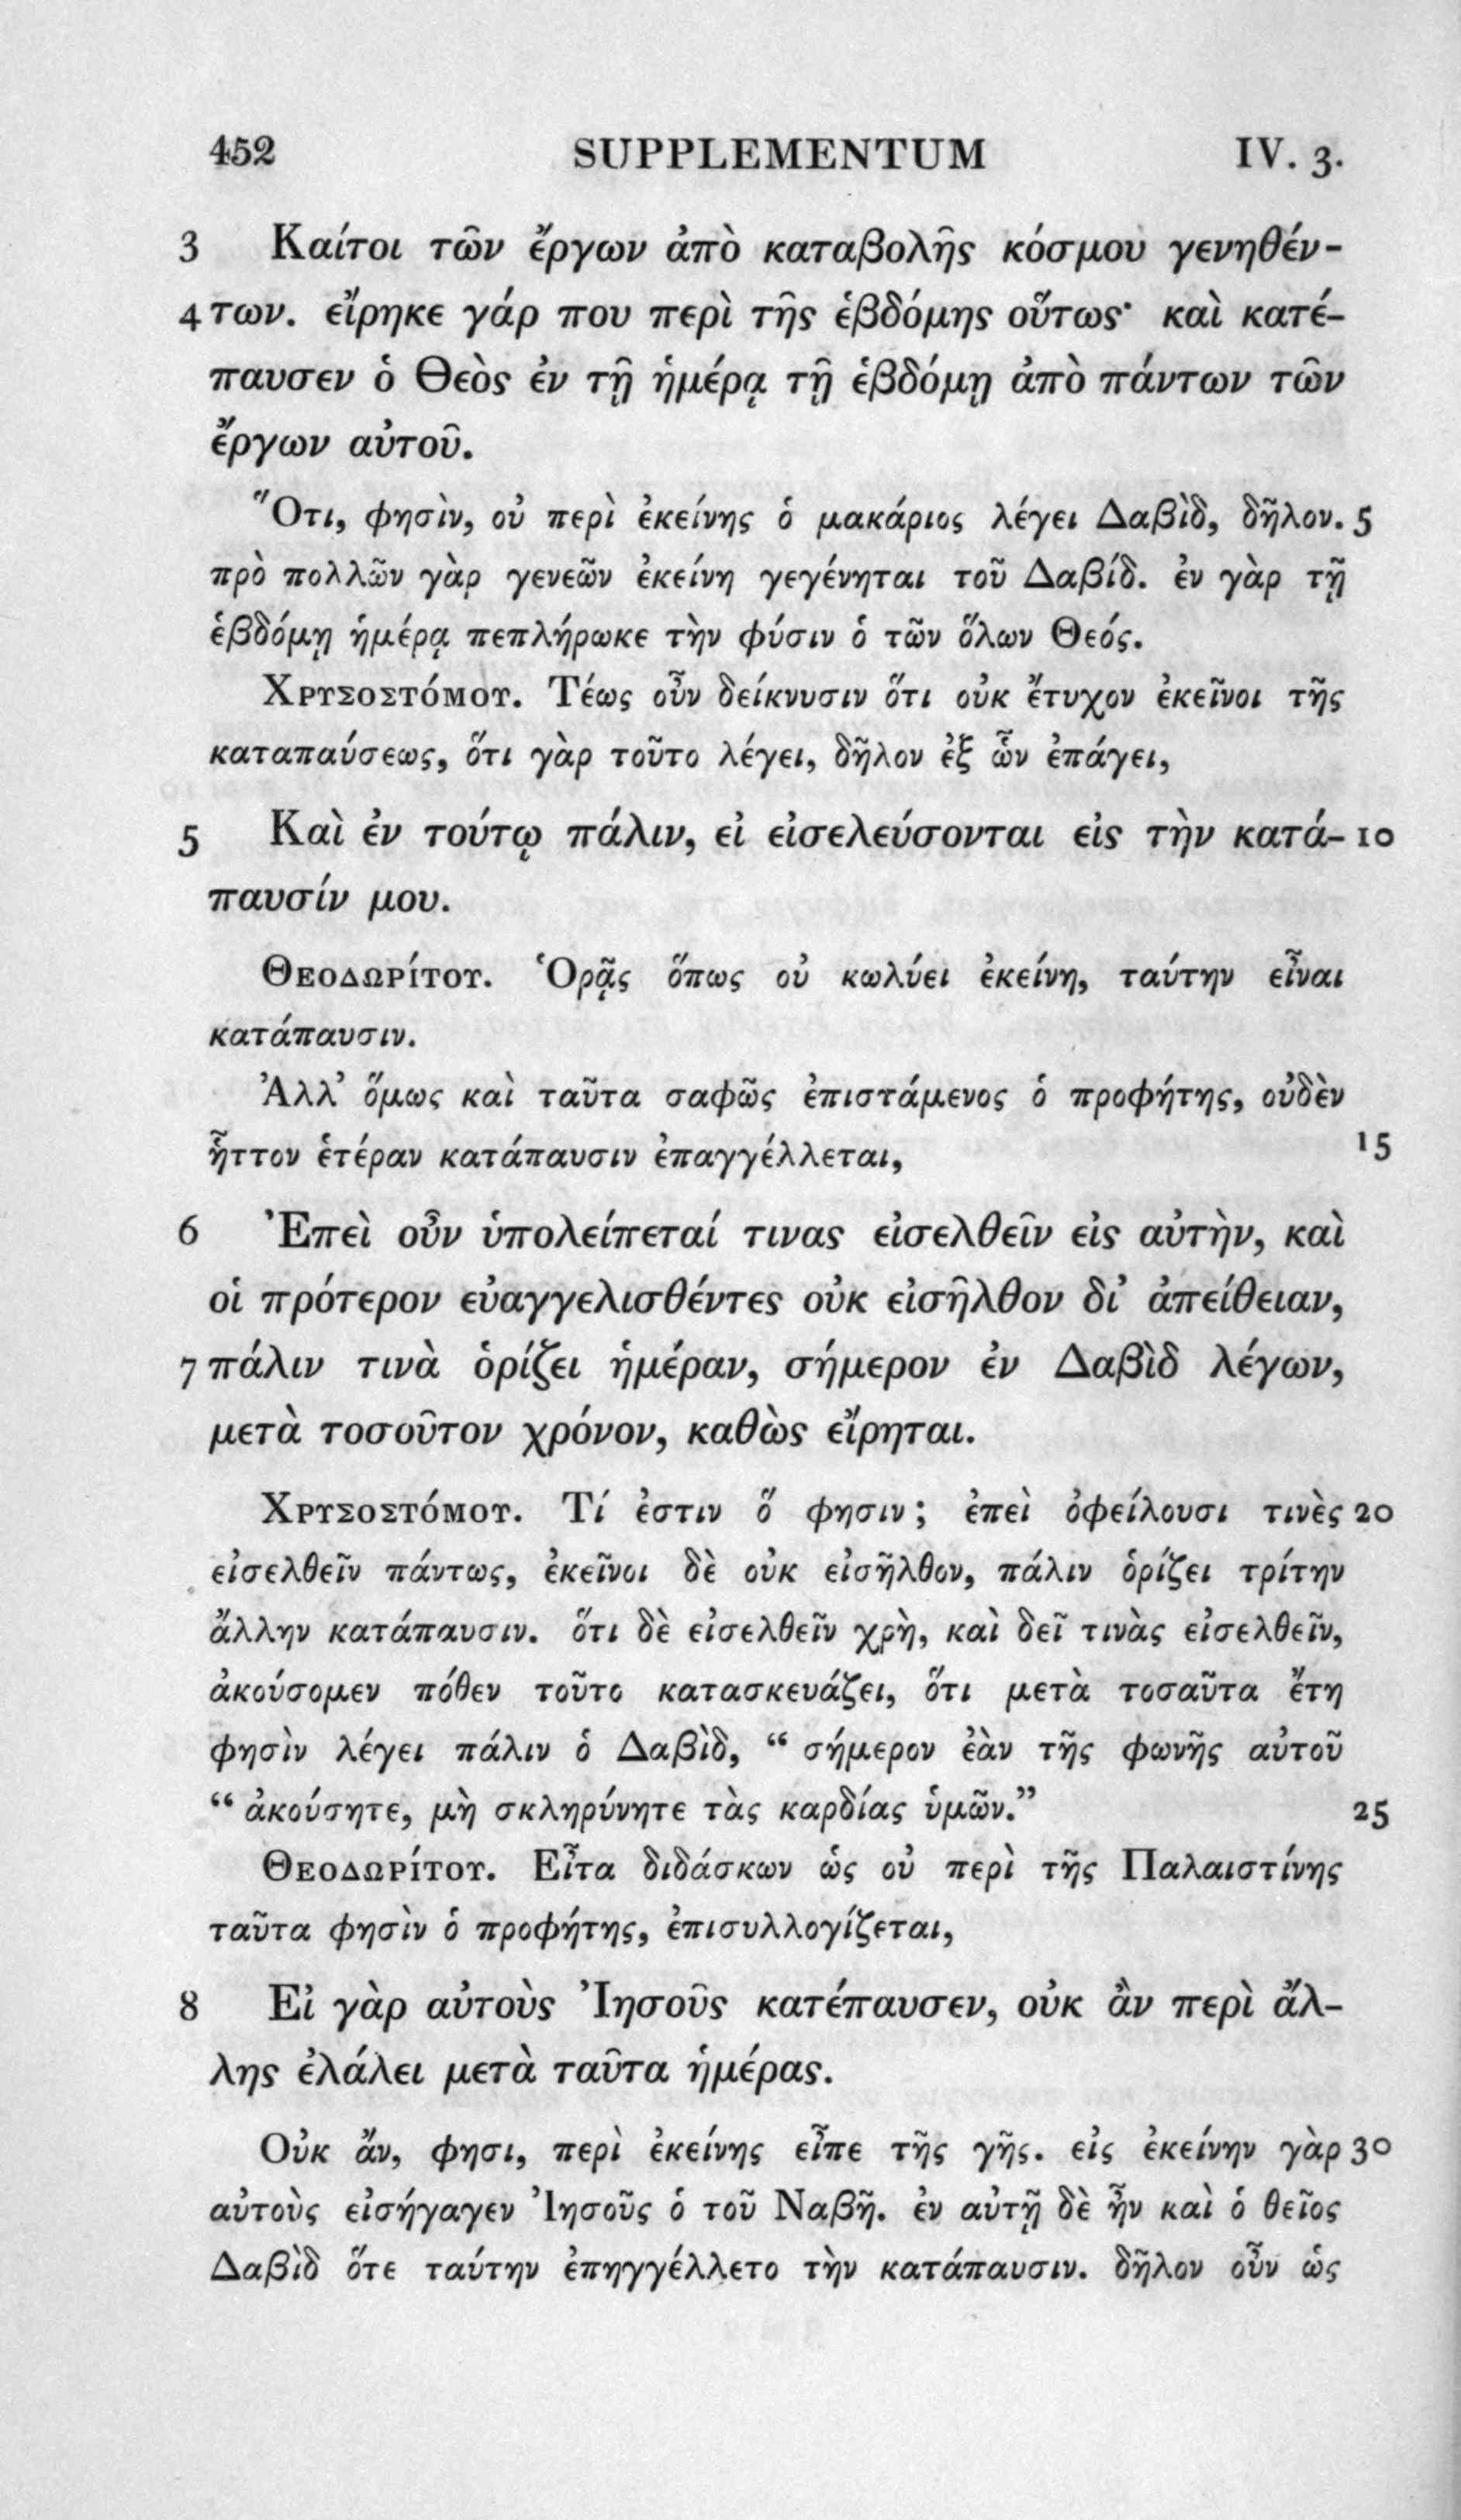 452 SUPPLEMENTUM IV. 3.
3 Καίτοι τῶν ἔργων ἀπὸ καταβολῆς κόσμου γενηθέν-
4 των. εἴρηκε γάρ που περὶ τῆς ἑβδόμης οὕτως· καὶ κατέ-
παυσεν ὁ Θεὸς ἐν τῇ ἡμέρᾳ τῇ ἑβδόμῃ ἀπὸ πάντων τῶν
ἔργων αὐτοῦ.
Ὅτι, φησὶν, οὐ περὶ ἐκείνης ὁ μακάριος λέγει Δαβὶδ, δῆλον. 5
πρὸ πολλῶν γὰρ γενεῶν ἐκείνη γεγένηται τοῦ Δαβίδ. ἐν γὰρ τῇ
ἑβδόμῃ ἡμέρᾳ πεπλήρωκε τὴν φύσιν ὁ τῶν ὅλων Θεός.
ΧΡΥΣΟΣΤόΜΟΥ. Τέως οὖν δείκνυσιν ὅτι οὐκ ἔτυχον ἐκεῖνοι τῆς
καταπαύσεως, ὅτι γὰρ τοῦτο λέγει, δῆλον ἐξ ὧν ἐπάγει,
5 Καὶ ἐν τούτῳ πάλιν, εἰ εἰσελεύσονται εἰς τὴν κατά- 10
παυσίν μου.
ΘΕΟΔΩΡίΤΟΥ. Ὁρᾷς ὅπως οὐ κωλύει ἐκείνη, ταύτην εἶναι
κατάπαυσιν.
Ἀλλ’ ὅμως καὶ ταῦτα σαφῶς ἐπιστάμενος ὁ προφήτης, οὐδὲν
ἧττον ἑτέραν κατάπαυσιν ἐπαγγέλλεται, 15
6 Ἐπεὶ οὖν ὑπολείπεταί τινας εἰσελθεῖν εἰς αὐτὴν, καὶ
οἱ πρότερον εὐαγγελισθέντες οὐκ εἰσῆλθον δι’ ἀπείθειαν,
7 πάλιν τινὰ ὁρίζει ἡμέραν, σήμερον ἐν Δαβὶδ λέγων,
μετὰ τοσοῦτον χρόνον, καθὼς εἴρηται.
ΧΡΥΣΟΣΤόΜΟΥ. Τί ἐστιν ὅ φησιν; ἐπεὶ ὀφείλουσι τινὲς 20
εἰσελθεῖν πάντως, ἐκεῖνοι δὲ οὐκ εἰσῆλθον, πάλιν ὁρίζει τρίτην
ἄλλην κατάπαυσιν. ὅτι δὲ εἰσελθεῖν χρὴ, καὶ δεῖ τινὰς εἰσελθεῖν,
ἀκούσομεν πόθεν τοῦτο κατασκευάζει, ὅτι μετὰ τοσαῦτα ἔτη
φησὶν λέγει πάλιν ὁ Δαβὶδ, “ σήμερον ἐὰν τῆς φωνῆς αὐτοῦ
“ ἀκούσητε, μὴ σκληρύνητε τὰς καρδίας ὑμῶν.” 25
ΘΕΟΔΩΡίΤΟΥ. Εἶτα διδάσκων ὡς οὐ περὶ τῆς Παλαιστίνης
ταῦτα φησὶν ὁ προφήτης, ἐπισυλλογίζεται,
8 Εἰ γὰρ αὐτοὺς Ἰησοῦς κατέπαυσεν, οὐκ ἂν περὶ ἄλ-
λης ἐλάλει μετὰ ταῦτα ἡμέρας.
Οὐκ ἄν, φησι, περὶ ἐκείνης εἶπε τῆς γῆς. εἰς ἐκείνην γὰρ 30
αὐτοὺς εἰσήγαγεν Ἰησοῦς ὁ τοῦ Ναβῆ. ἐν αὐτῇ δὲ ἦν καὶ ὁ θεῖος
Δαβὶδ ὅτε ταύτην ἐπηγγέλλετο τὴν κατάπαυσιν. δῆλον οὖν ὡς